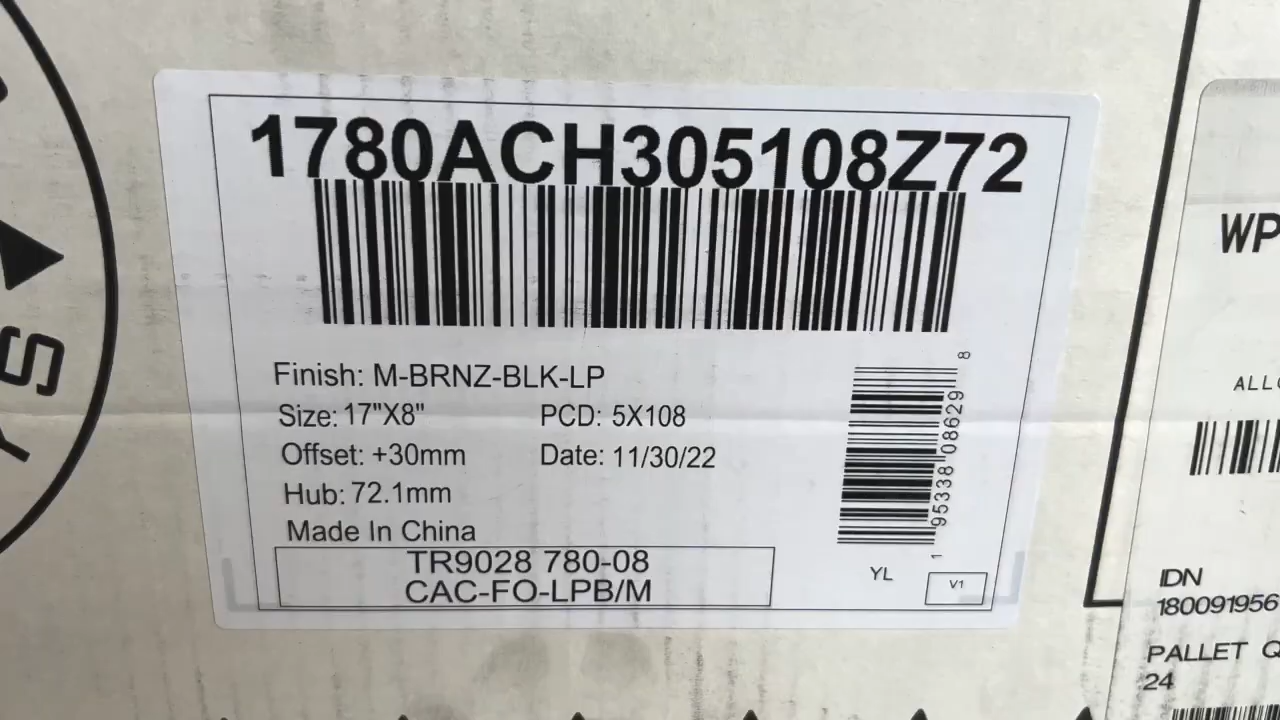 1780ACH305108Z72
Finish: M-BRNZ-BLK-LP
Size: 17"X8" PCD: 5X108
Offset: +30mm Date: 11/30/22
Hub: 72.1mm
Made In China
TR9028 780-08
CAC-FO-LPB/M
1 95338 08629 8
YL
V1
WP
IDN
180091956
PALLET Q
24